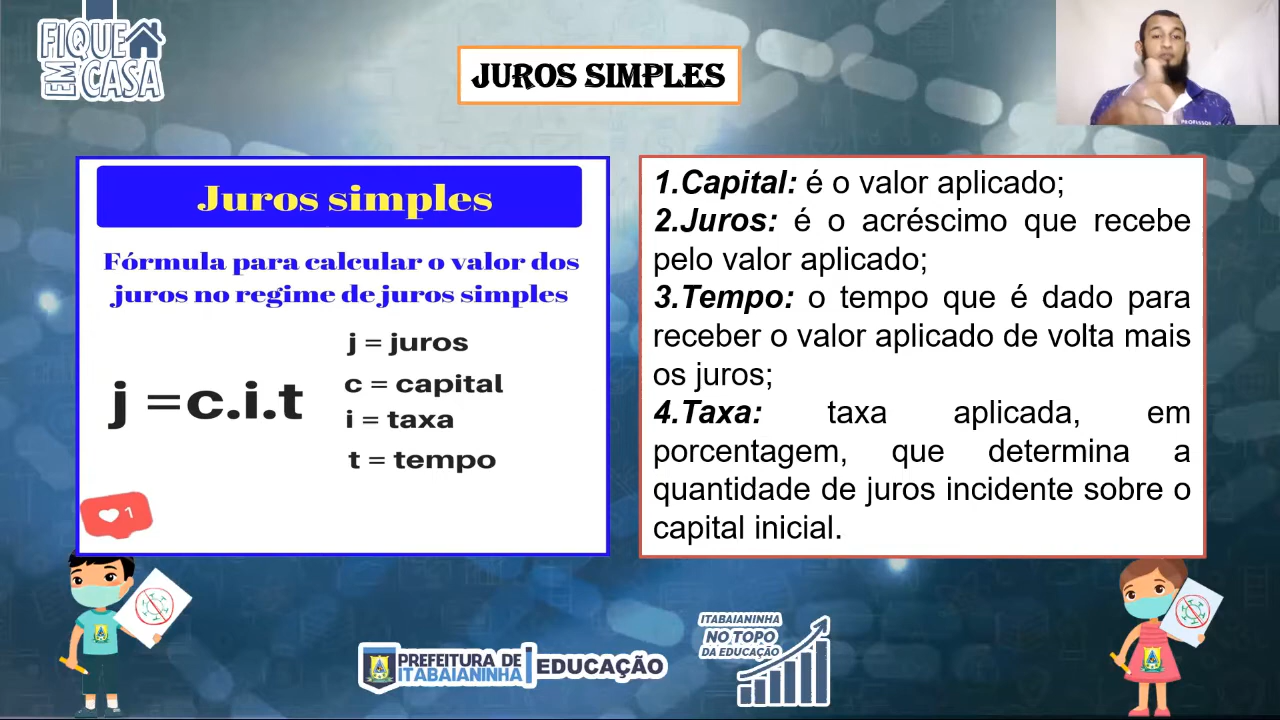 FIQUE
EM CASA
JUROS SIMPLES
PROFESSOR
Juros simples
Fórmula para calcular o valor dos
juros no regime de juros simples
j =c.i.t
j = juros
c = capital
i = taxa
t = tempo
1
1.Capital: é o valor aplicado;
2.Juros: é o acréscimo que recebe
pelo valor aplicado;
3.Tempo: o tempo que é dado para
receber o valor aplicado de volta mais
os juros;
4.Taxa: taxa aplicada, em
porcentagem, que determina a
quantidade de juros incidente sobre o
capital inicial.
PREFEITURA DE
ITABAIANINHA
EDUCAÇÃO
ITABAIANINHA
NO TOPO
DA EDUCAÇÃO